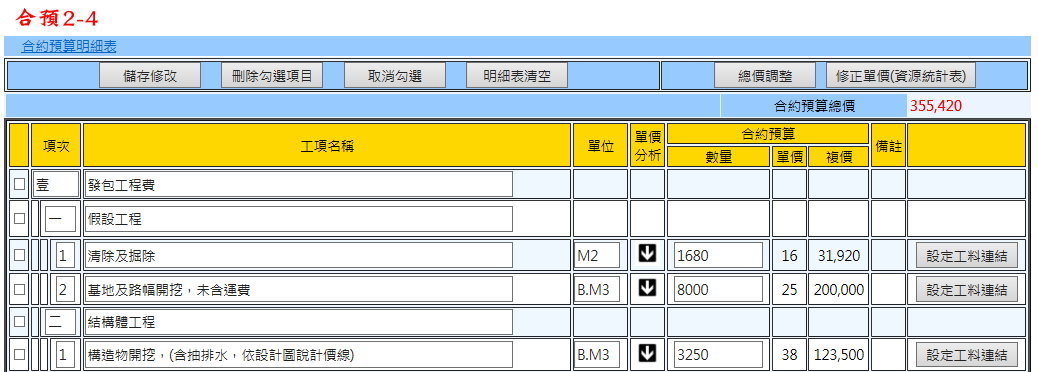 合預2-4
合約預算明細表
儲存修改 刪除勾選項目 取消勾選 明細表清空 總價調整 修正單價(資源統計表)
合約預算總價 355,420
項次 工項名稱 單位 單價分析 合約預算 備註
數量 單價 複價
壹 發包工程費
一 假設工程
1 清除及掘除 M2 1680 16 31,920 設定工料連結
2 基地及路幅開挖，未含運費 B.M3 8000 25 200,000 設定工料連結
二 結構體工程
1 構造物開挖，(含抽排水，依設計圖說計價線) B.M3 3250 38 123,500 設定工料連結